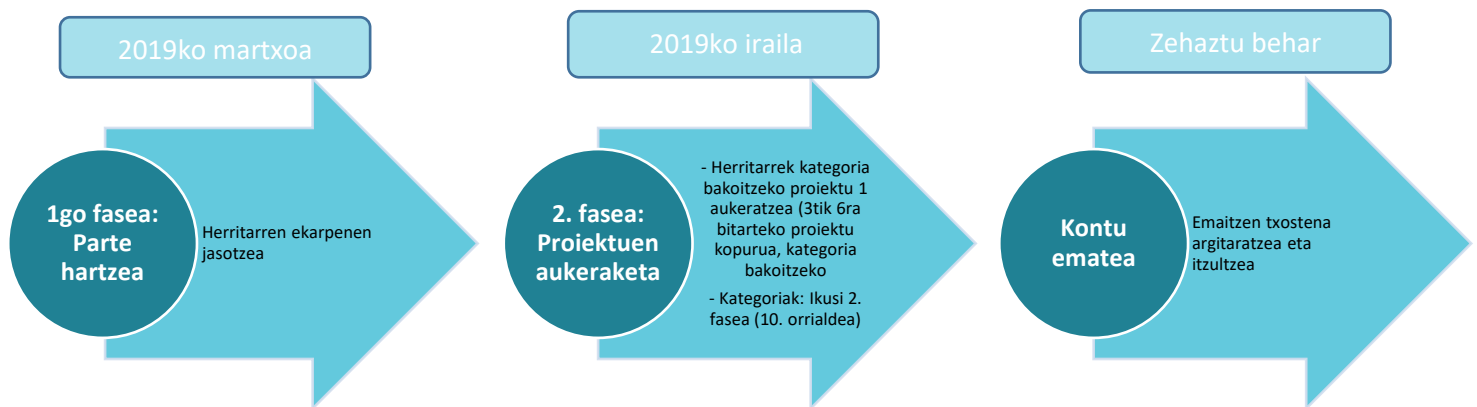 2019ko martxoa
1go fasea:
Parte
hartzea
Herritarren ekarpenen
jasotzea
2019ko iraila
2. fasea:
Proiektuen
aukeraketa
- Herritarrek kategoria
bakoitzeko proiektu 1
aukeratzea (3tik 6ra
bitarteko proiektu
kopurua, kategoria
bakoitzeko
- Kategoriak: Ikusi 2.
fasea (10. orrialdea)
Zehaztu behar
Kontu
ematea
Emaitzen txostena
argitaratzea eta
itzultzea